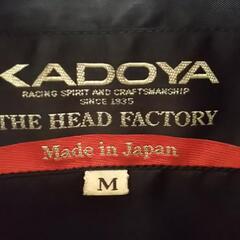 KADOYA
RACING SPIRIT AND CRAFTSMANSHIP
SINCE 1935
THE HEAD FACTORY
Made in Japan
M